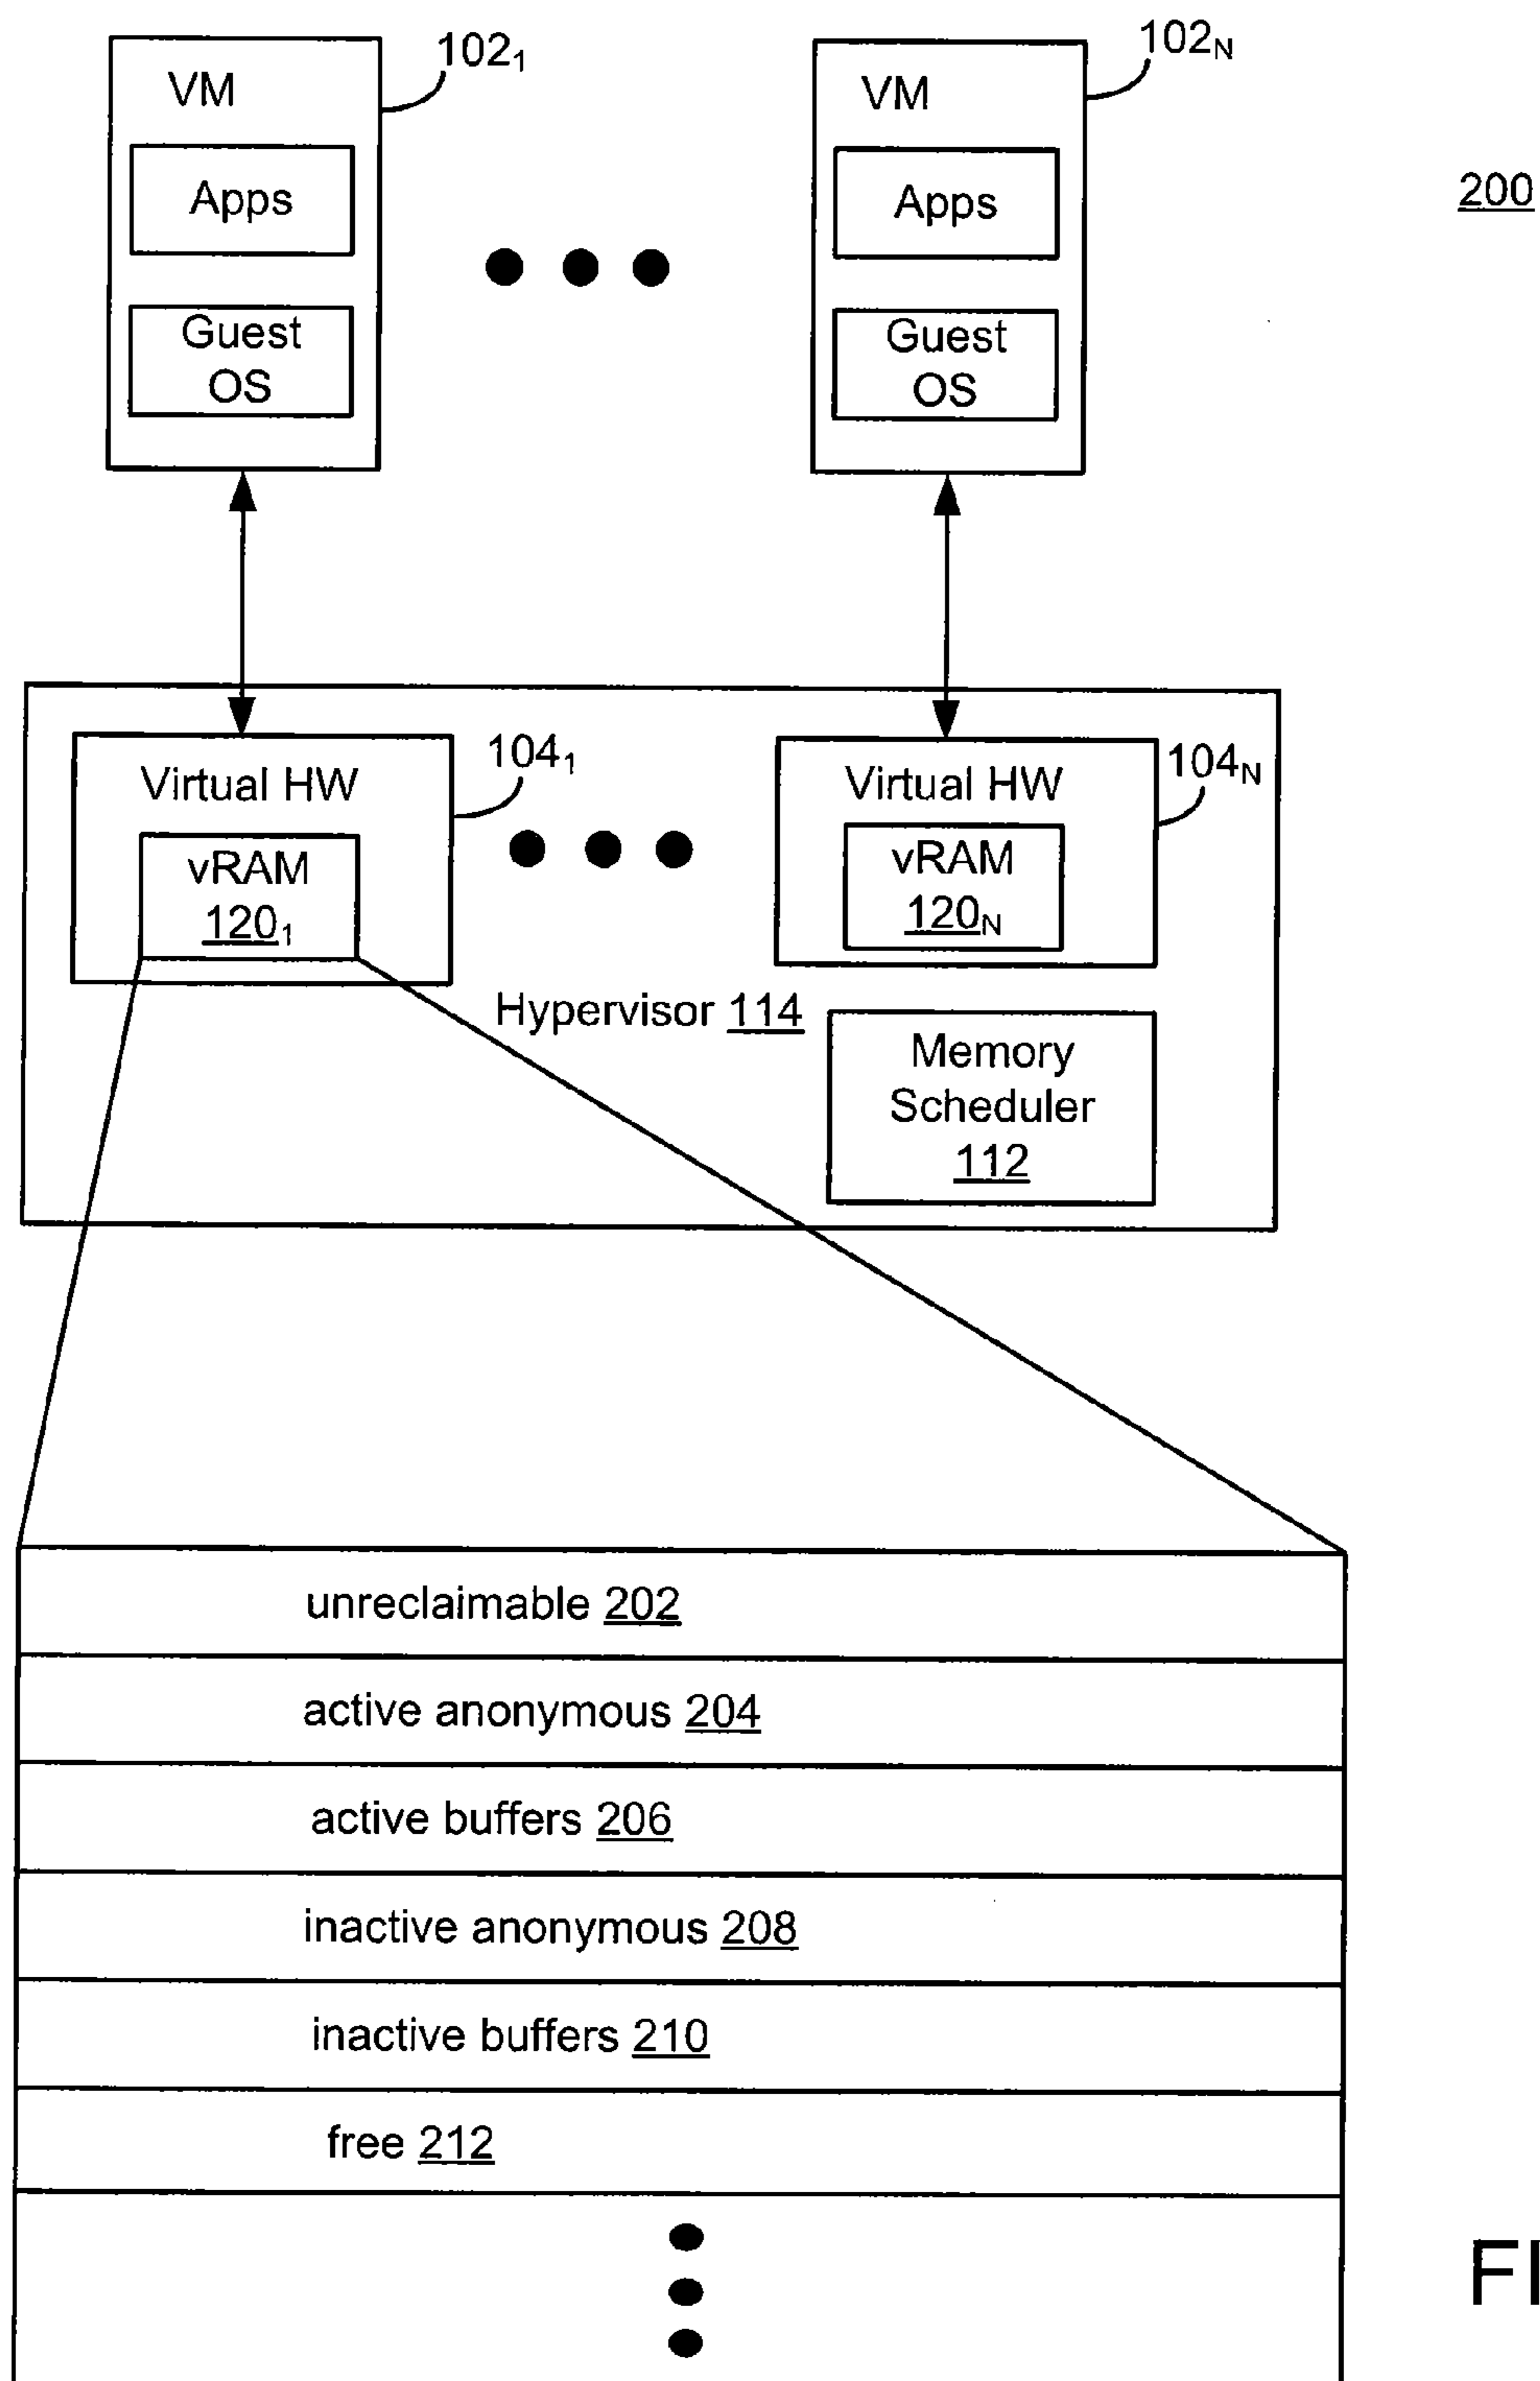 102₁
102N
VM
VM
200
Apps
Apps
Guest
OS
Guest
OS
104₁
104N
Virtual HW
Virtual HW
vRAM
120₁
vRAM
120N
Hypervisor 114
Memory
Scheduler
112
unreclaimable 202
active anonymous 204
active buffers 206
inactive anonymous 208
inactive buffers 210
free 212
FI